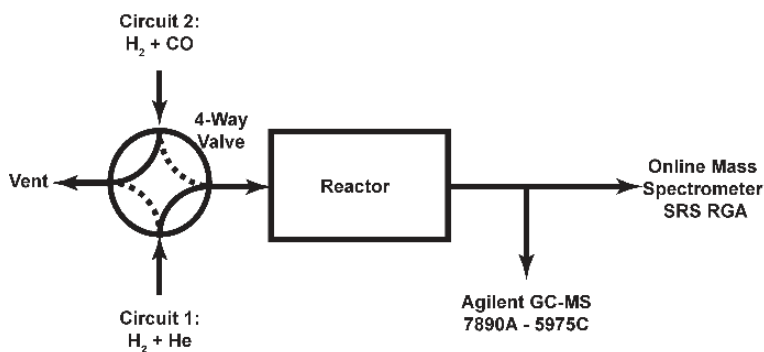 Circuit 2:
H₂ + CO
4-Way
Valve
Vent
Reactor
Online Mass
Spectrometer
SRS RGA
Agilent GC-MS
7890A - 5975C
Circuit 1:
H₂ + He